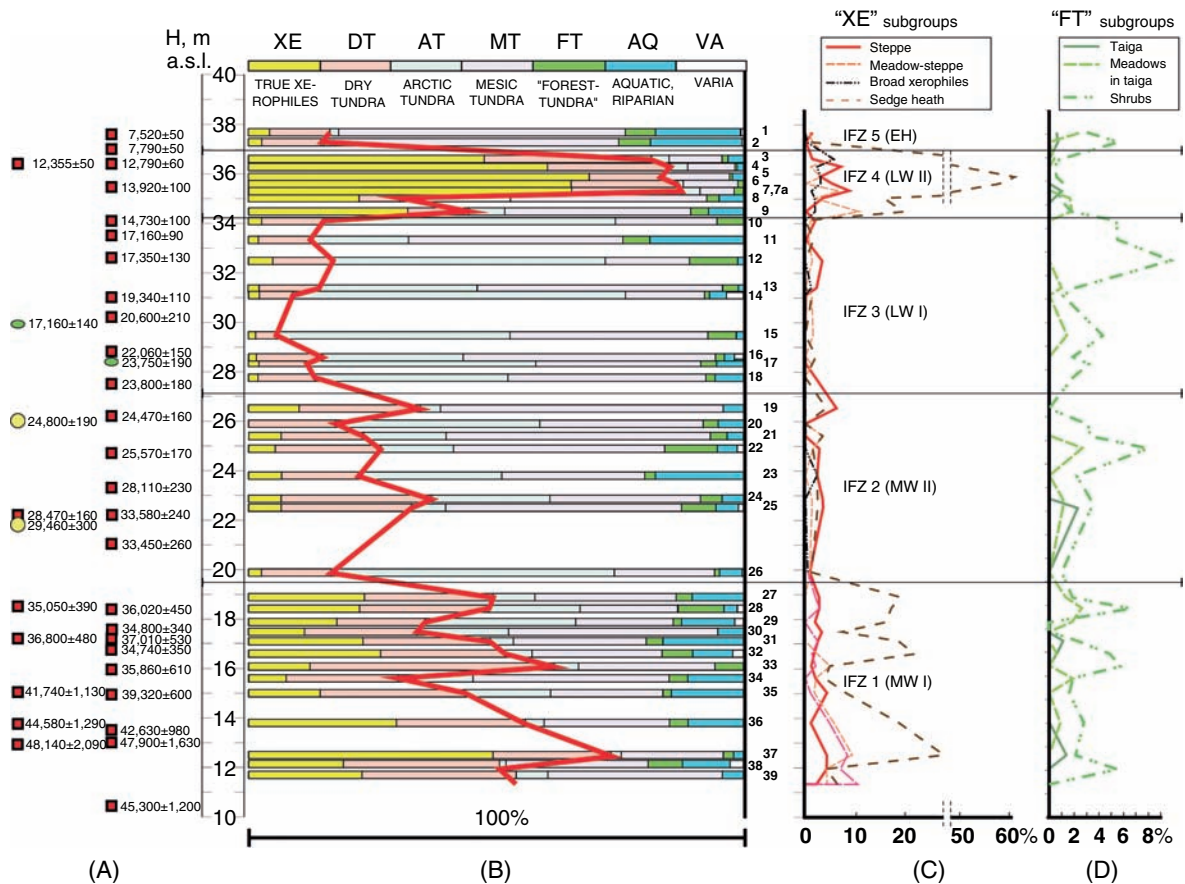 H, m
a.s.l.
XE DT AT MT FT AQ VA
TRUE XE-
ROPHILES
DRY
TUNDRA
ARCTIC
TUNDRA
MESIC
TUNDRA
"FOREST-
TUNDRA"
AQUATIC,
RIPARIAN
VARIA
"XE" subgroups
Steppe
Meadow-steppe
Broad xerophiles
Sedge heath
"FT" subgroups
Taiga
Meadows
in taiga
Shrubs
40
38
36
34
32
30
28
26
24
22
20
18
16
14
12
10
12,355±50
17,160±140
23,750±190
24,800±190
28,470±160
29,460±300
35,050±390
36,800±480
41,740±1,130
44,580±1,290
48,140±2,090
7,520±50
7,790±50
12,790±60
13,920±100
14,730±100
17,160±90
17,350±130
19,340±110
20,600±210
22,060±150
23,800±180
24,470±160
25,570±170
28,110±230
33,580±240
33,450±260
36,020±450
34,800±340
37,010±530
34,740±350
35,860±610
39,320±600
42,630±980
47,900±1,630
45,300±1,200
1
2
3
4
5
6
7,7a
8
9
10
11
12
13
14
15
16
17
18
19
20
21
22
23
24
25
26
27
28
29
30
31
32
33
34
35
36
37
38
39
IFZ 5 (EH)
IFZ 4 (LW II)
IFZ 3 (LW I)
IFZ 2 (MW II)
IFZ 1 (MW I)
100%
0 10 20 50 60%
0 2 4 6 8%
(A) (B) (C) (D)